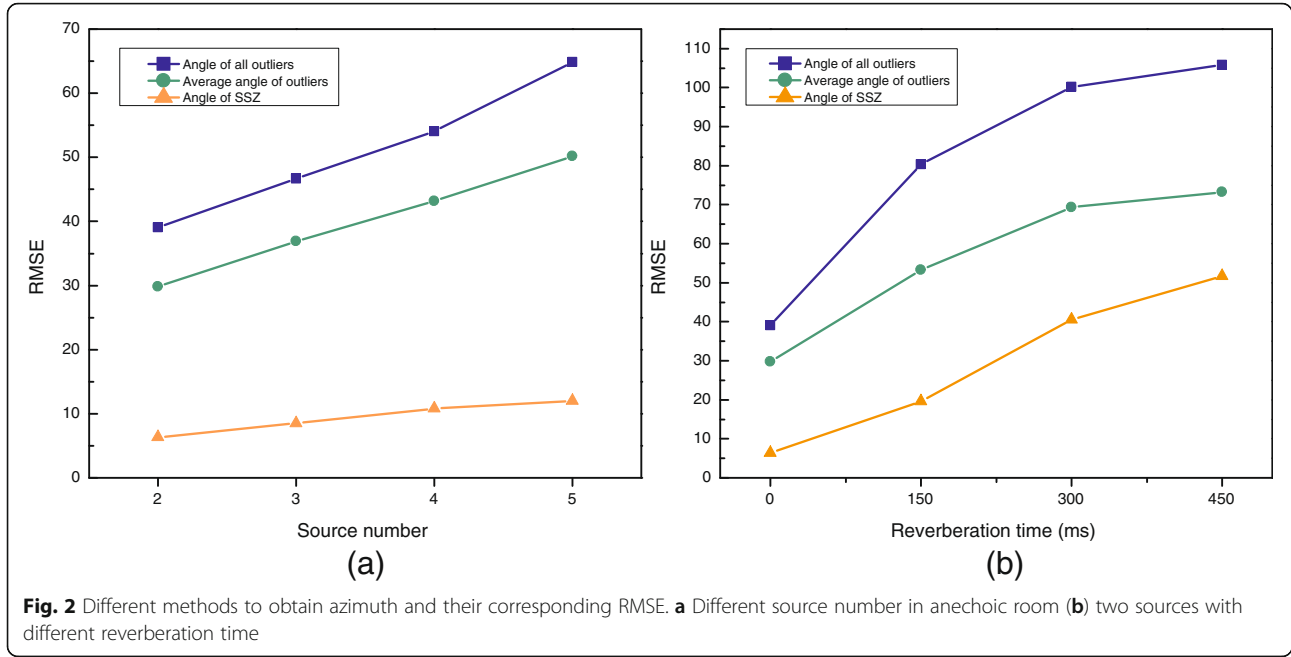 70
60
50
40
30
20
10
0
RMSE
Angle of all outliers
Average angle of outliers
Angle of SSZ
2
3
4
5
Source number
(a)
110
100
90
80
70
60
50
40
30
20
10
0
RMSE
Angle of all outliers
Average angle of outliers
Angle of SSZ
0
150
300
450
Reverberation time (ms)
(b)
Fig. 2 Different methods to obtain azimuth and their corresponding RMSE. a Different source number in anechoic room (b) two sources with
different reverberation time